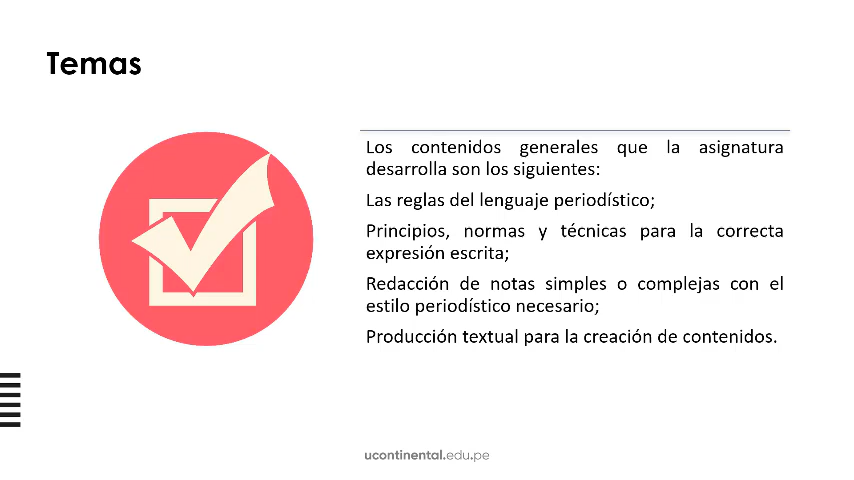 Temas
Los contenidos generales que la asignatura
desarrolla son los siguientes:
Las reglas del lenguaje periodístico;
Principios, normas y técnicas para la correcta
expresión escrita;
Redacción de notas simples o complejas con el
estilo periodístico necesario;
Producción textual para la creación de contenidos.
ucontinental.edu.pe